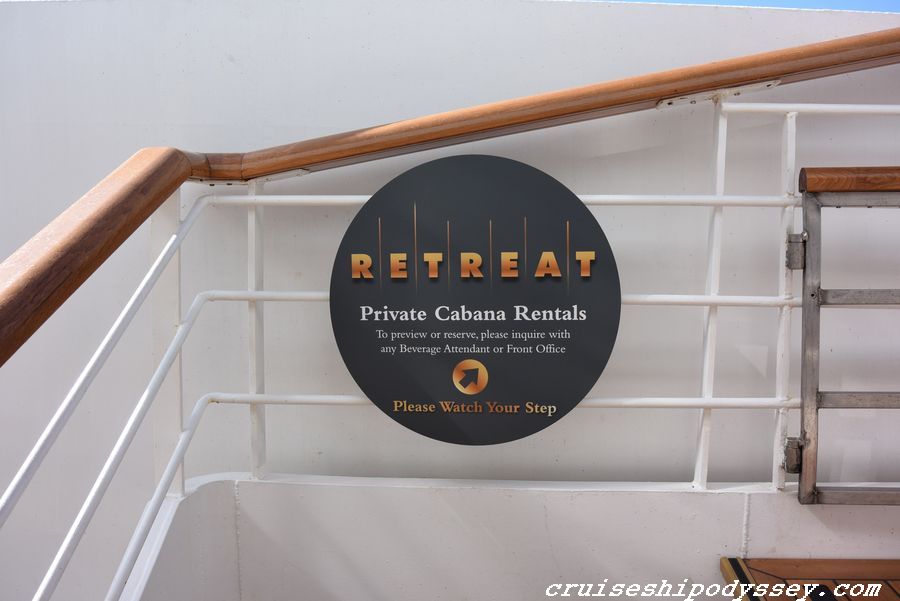 RETREAT
Private Cabana Rentals
To preview or reserve, please inquire with
any Beverage Attendant or Front Office
Please Watch Your Step
cruiseshipodyssey.com